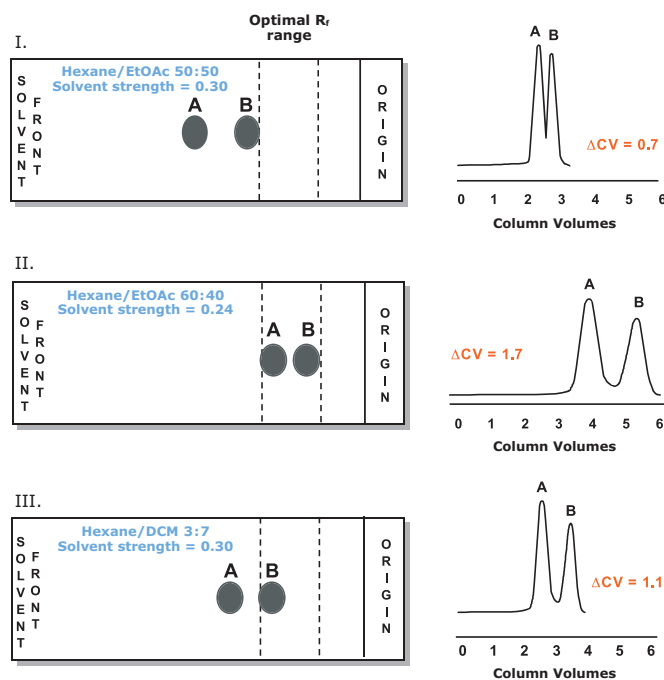 Optimal Rf
range
I.
Hexane/EtOAc 50:50
Solvent strength = 0.30
A B
SOLVENT
FRONT
ORIGIN
A B
ΔCV = 0.7
0 1 2 3 4 5 6
Column Volumes
II.
Hexane/EtOAc 60:40
Solvent strength = 0.24
A B
SOLVENT
FRONT
ORIGIN
A
B
ΔCV = 1.7
0 1 2 3 4 5 6
Column Volumes
III.
Hexane/DCM 3:7
Solvent strength = 0.30
A B
SOLVENT
FRONT
ORIGIN
A
B
ΔCV = 1.1
0 1 2 3 4 5 6
Column Volumes